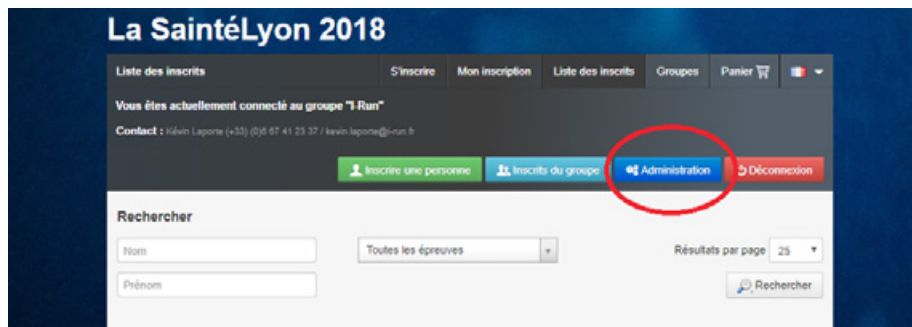 La SaintéLyon 2018
Liste des inscrits S'inscrire Mon inscription Liste des inscrits Groupes Panier
Vous êtes actuellement connecté au groupe "I-Run"
Contact : Kévin Laporte (+33) (0)6 67 41 23 37 / kevin.laporte@i-run.fr
Inscrire une personne Inscrits du groupe Administration Déconnexion
Rechercher
Nom Toutes les épreuves Résultats par page 25
Prénom Rechercher